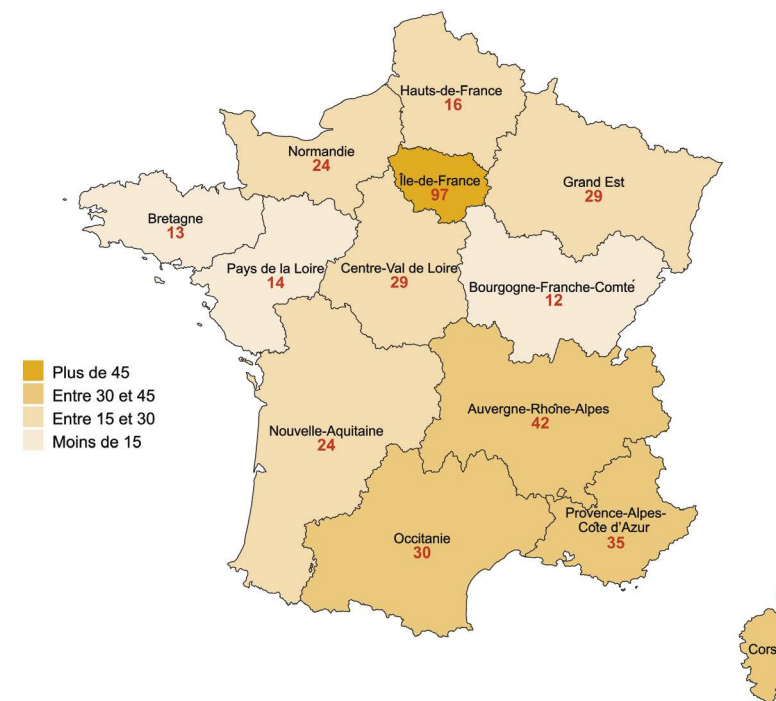 Hauts-de-France
16
Normandie
24
Île-de-France
97
Grand Est
29
Bretagne
13
Pays de la Loire
14
Centre-Val de Loire
29
Bourgogne-Franche-Comté
12
Plus de 45
Entre 30 et 45
Entre 15 et 30
Moins de 15
Auvergne-Rhône-Alpes
42
Nouvelle-Aquitaine
24
Provence-Alpes-
Côte d'Azur
35
Occitanie
30
Cors